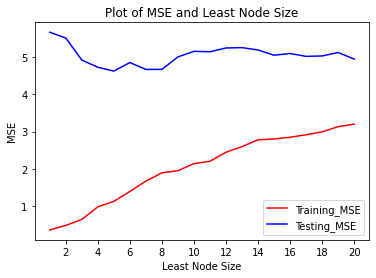 Plot of MSE and Least Node Size
MSE
5
4
3
2
1
2 4 6 8 10 12 14 16 18 20
Least Node Size
Training_MSE
Testing_MSE